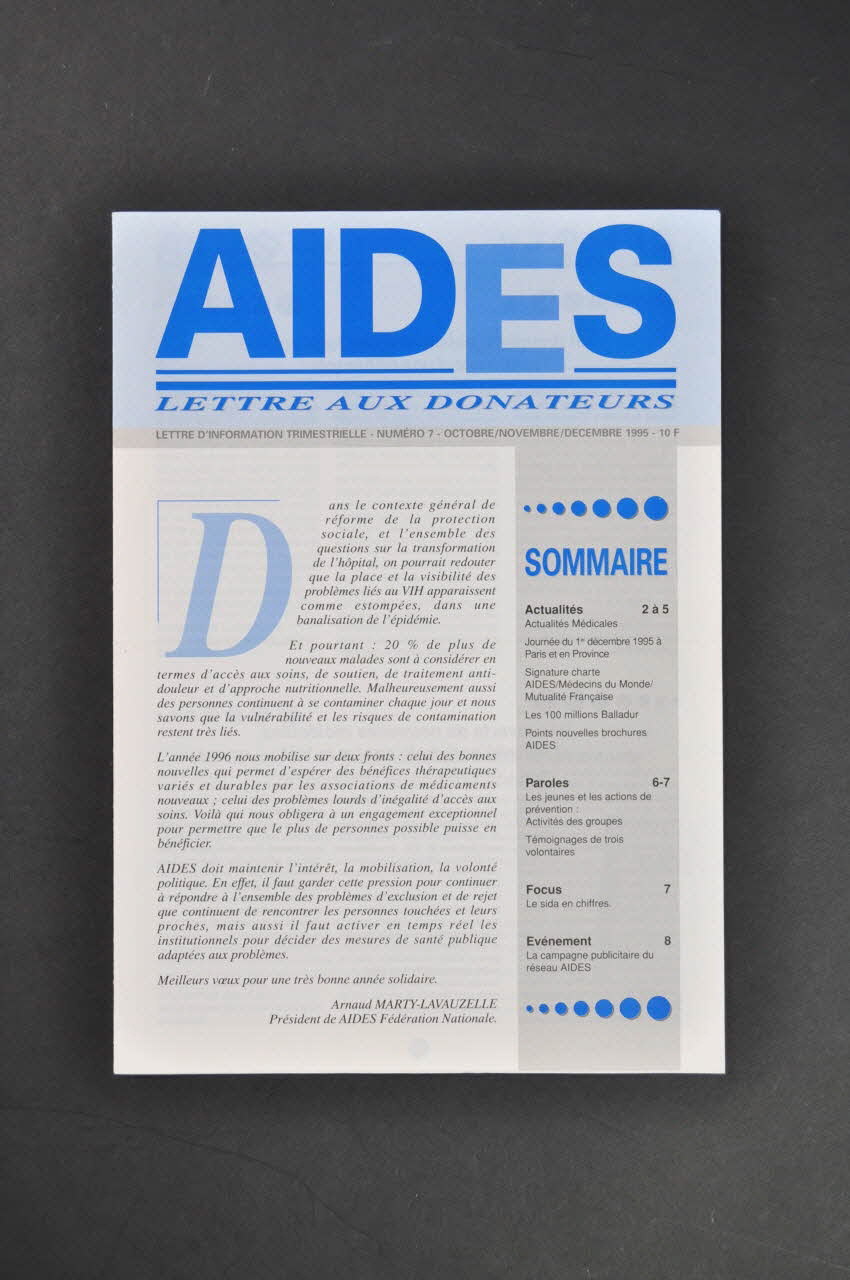 AIDES
LETTRE AUX DONATEURS
LETTRE D'INFORMATION TRIMESTRIELLE - NUMÉRO 7 - OCTOBRE/NOVEMBRE/DÉCEMBRE 1995 - 10 F
Dans le contexte général de
réforme de la protection
sociale, et l'ensemble des
questions sur la transformation
de l'hôpital, on pourrait redouter
que la place et la visibilité des
problèmes liés au VIH apparaissent
comme estompées, dans une
banalisation de l'épidémie.
Et pourtant : 20 % de plus de
nouveaux malades sont à considérer en
termes d'accès aux soins, de soutien, de traitement anti-
douleur et d'approche nutritionnelle. Malheureusement aussi
des personnes continuent à se contaminer chaque jour et nous
savons que la vulnérabilité et les risques de contamination
restent très liés.
L'année 1996 nous mobilise sur deux fronts : celui des bonnes
nouvelles qui permet d'espérer des bénéfices thérapeutiques
variés et durables par les associations de médicaments
nouveaux ; celui des problèmes lourds d'inégalité d'accès aux
soins. Voilà qui nous obligera à un engagement exceptionnel
pour permettre que le plus de personnes possible puisse en
bénéficier.
AIDES doit maintenir l'intérêt, la mobilisation, la volonté
politique. En effet, il faut garder cette pression pour continuer
à répondre à l'ensemble des problèmes d'exclusion et de rejet
que continuent de rencontrer les personnes touchées et leurs
proches, mais aussi il faut activer en temps réel les
institutionnels pour décider des mesures de santé publique
adaptées aux problèmes.
Meilleurs vœux pour une très bonne année solidaire.
Arnaud MARTY-LAVAUZELLE
Président de AIDES Fédération Nationale.
SOMMAIRE
Actualités 2 à 5
Actualités Médicales
Journée du 1er décembre 1995 à
Paris et en Province
Signature charte
AIDES/Médecins du Monde/
Mutualité Française
Les 100 millions Balladur
Points nouvelles brochures
AIDES
Paroles 6-7
Les jeunes et les actions de
prévention :
Activités des groupes
Témoignages de trois
volontaires
Focus 7
Le sida en chiffres.
Evénement 8
La campagne publicitaire du
réseau AIDES